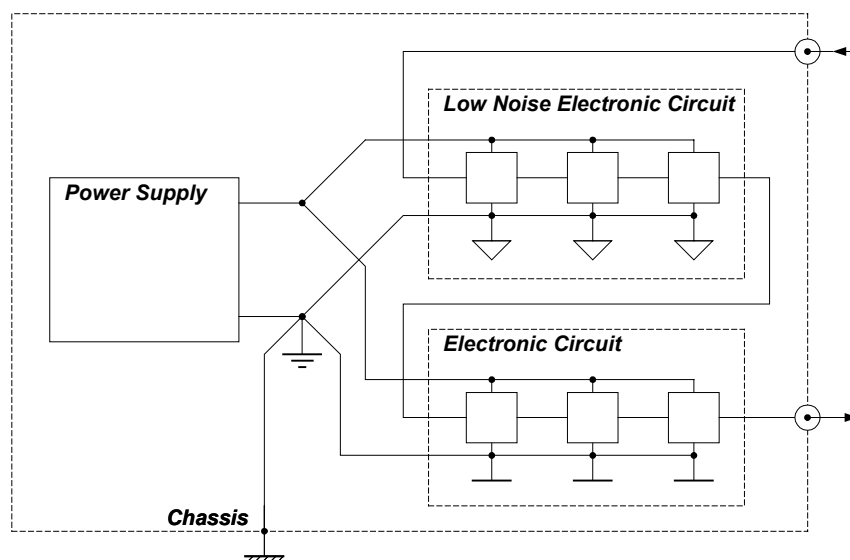 Low Noise Electronic Circuit
Power Supply
Electronic Circuit
Chassis